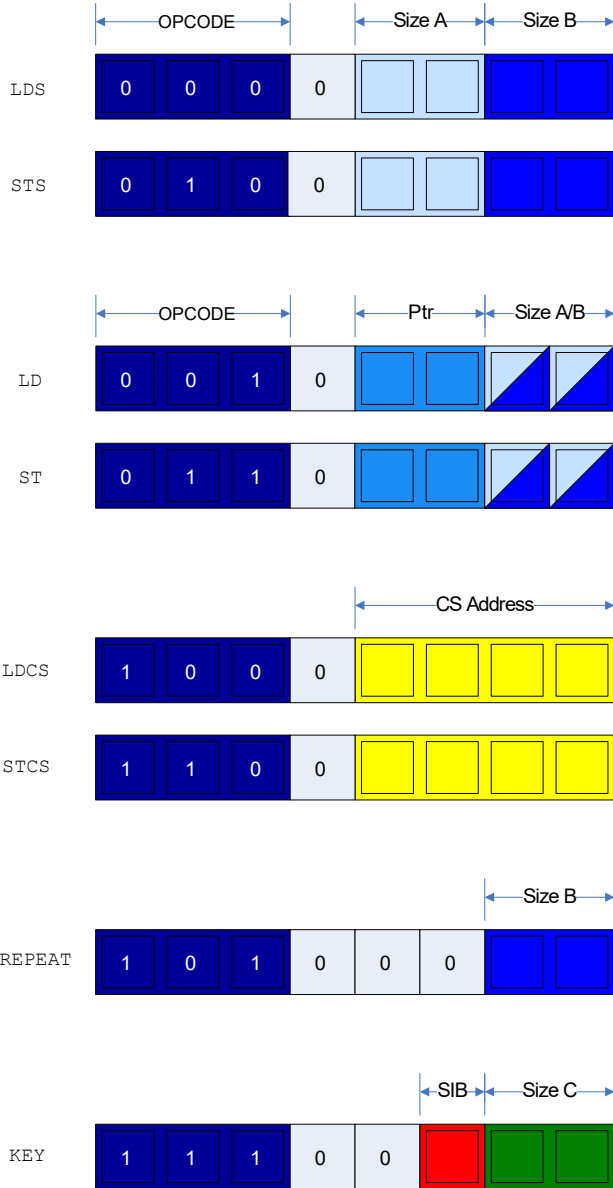 OPCODE Size A Size B
LDS 0 0 0 0
STS 0 1 0 0
OPCODE Ptr Size A/B
LD 0 0 1 0
ST 0 1 1 0
CS Address
LDCS 1 0 0 0
STCS 1 1 0 0
Size B
REPEAT 1 0 1 0 0 0
SIB Size C
KEY 1 1 1 0 0